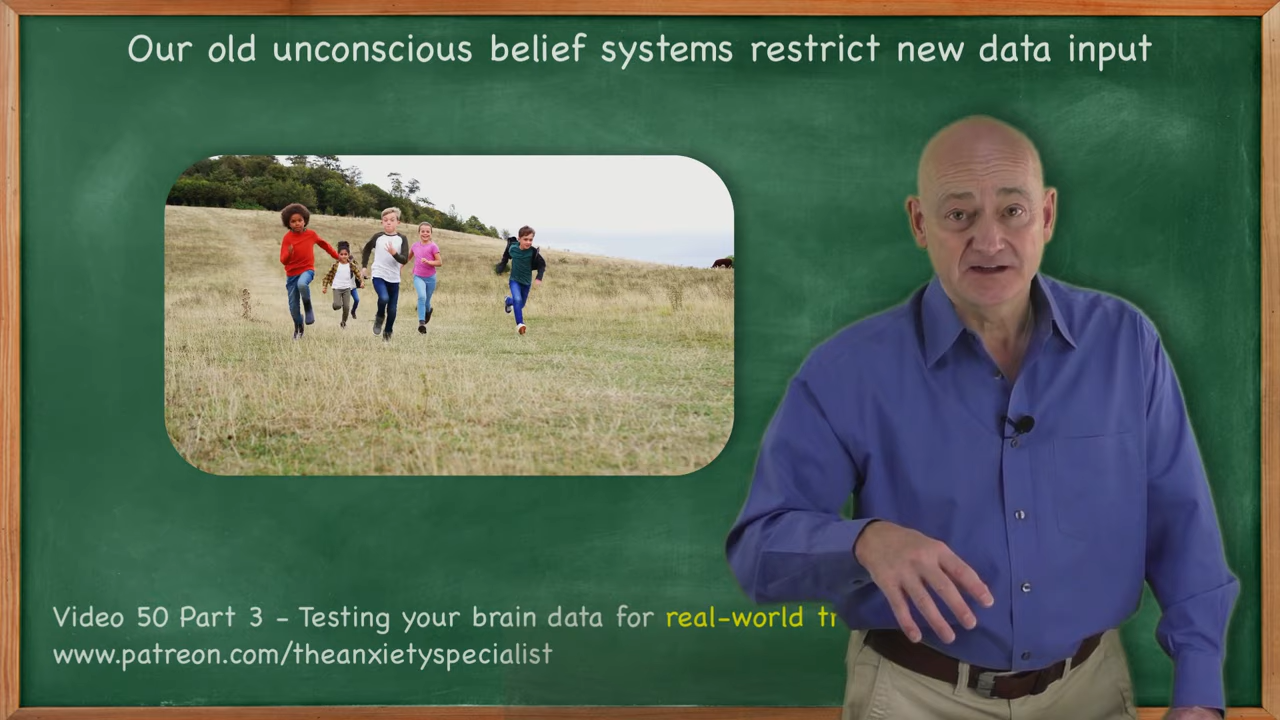 Our old unconscious belief systems restrict new data input
Video 50 Part 3 - Testing your brain data for real-world
www.patreon.com/theanxietyspecialist